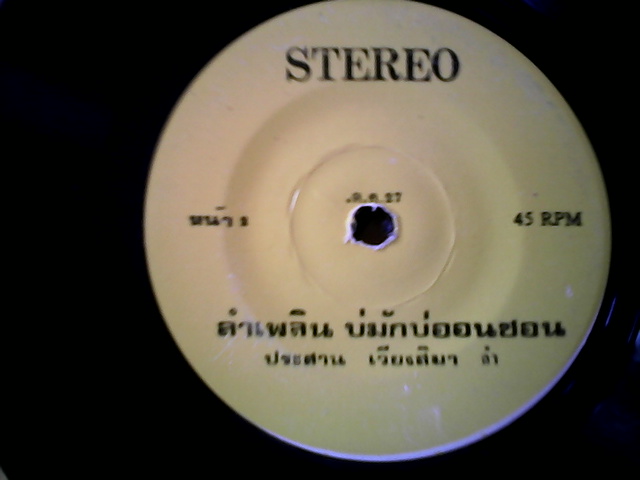 STEREO
หน้า 2
45 RPM
ลำเพลิน บ่มักบ่ออนซอน
ประสาน เวียงสิมา ลำ